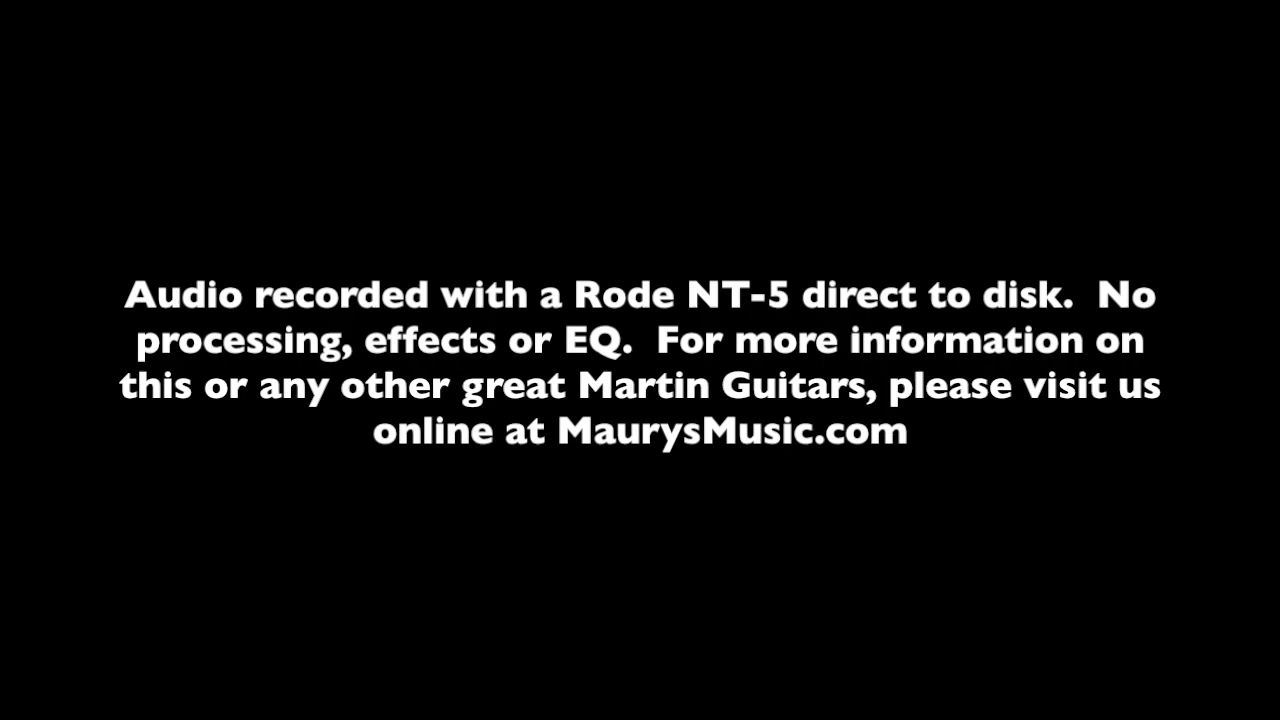 Audio recorded with a Rode NT-5 direct to disk.  No
processing, effects or EQ.  For more information on
this or any other great Martin Guitars, please visit us
online at MaurysMusic.com